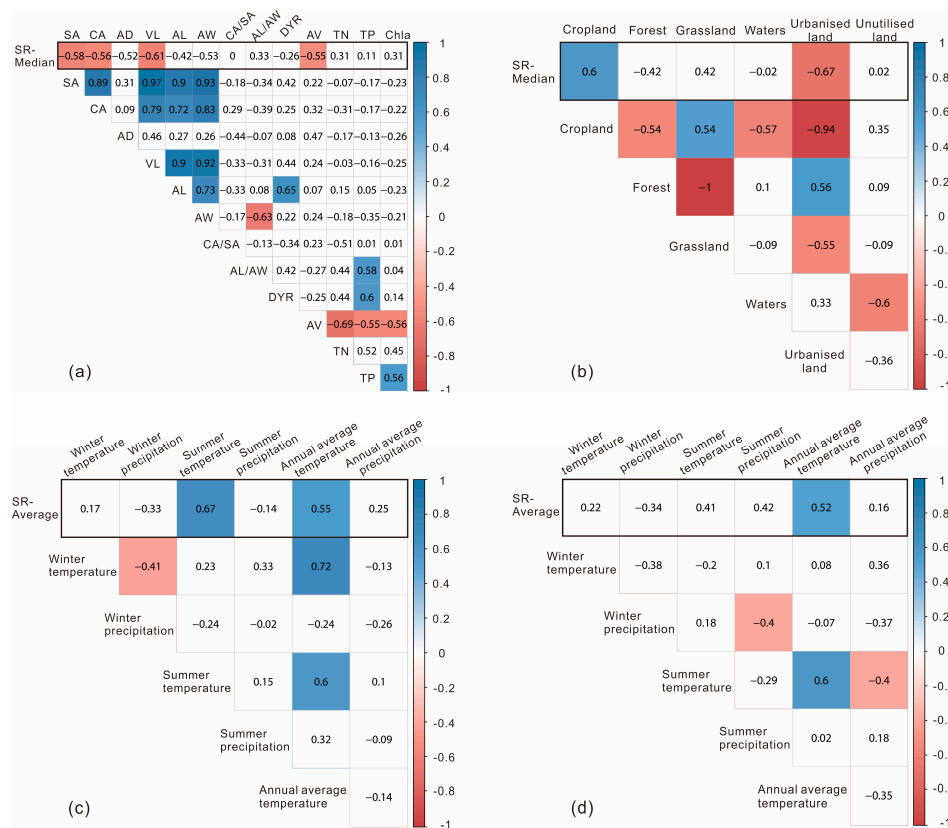 SA CA AD VL AL AW CA/SA AL/AW DYR AV TN TP Chla
SR-
Median
−0.58 −0.56 −0.52 −0.61 −0.42 −0.53 0 0.33 −0.26 −0.55 0.31 0.11 0.31
SA 0.89 0.31 0.97 0.9 0.93 −0.18 −0.34 0.42 0.22 −0.07 −0.17 −0.23
CA 0.09 0.79 0.72 0.83 0.29 −0.39 0.25 0.32 −0.31 −0.17 −0.22
AD 0.46 0.27 0.26 −0.44 −0.07 0.08 0.47 −0.17 −0.13 −0.26
VL 0.9 0.92 −0.33 −0.31 0.44 0.24 −0.03 −0.16 −0.25
AL 0.73 −0.33 0.08 0.65 0.07 0.15 0.05 −0.23
AW −0.17 −0.63 0.22 0.24 −0.18 −0.35 −0.21
CA/SA −0.13 −0.34 0.23 −0.51 0.01 0.01
AL/AW 0.42 −0.27 0.44 0.58 0.04
DYR −0.25 0.44 0.6 0.14
AV −0.69 −0.55 −0.56
TN 0.52 0.45
TP 0.56
(a)
1
0.8
0.6
0.4
0.2
0
-0.2
-0.4
-0.6
-0.8
-1
Cropland Forest Grassland Waters Urbanised land Unutilised land
SR-
Median
0.6 −0.42 0.42 −0.02 −0.67 0.02
Cropland −0.54 0.54 −0.57 −0.94 0.35
Forest −1 0.1 0.56 0.09
Grassland −0.09 −0.55 −0.09
Waters 0.33 −0.6
Urbanised
land
−0.36
(b)
1
0.8
0.6
0.4
0.2
0
-0.
-0.
-0.
-0.
-1
Winter temperature
Winter precipitation
Summer temperature
Summer precipitation
Annual average temperature
Annual average precipitation
SR-
Average
0.17 −0.33 0.67 −0.14 0.55 0.25
Winter
temperature
−0.41 0.23 0.33 0.72 −0.13
Winter
precipitation
−0.24 −0.02 −0.24 −0.26
Summer
temperature
0.15 0.6 0.1
Summer
precipitation
0.32 −0.09
Annual average
temperature
−0.14
(c)
1
0.8
0.6
0.4
0.2
0
-0.2
-0.4
-0.6
-0.8
-1
Winter temperature
Winter precipitation
Summer temperature
Summer precipitation
Annual average temperature
Annual average precipitation
SR-
Average
0.22 −0.34 0.41 0.42 0.52 0.16
Winter
temperature
−0.38 −0.2 0.1 0.08 0.36
Winter
precipitation
0.18 −0.4 −0.07 −0.37
Summer
temperature
−0.29 0.6 −0.4
Summer
precipitation
0.02 0.18
Annual average
temperature
−0.35
(d)
1
0.8
0.6
0.4
0.2
0
-0.
-0.
-0.
-0.
-1